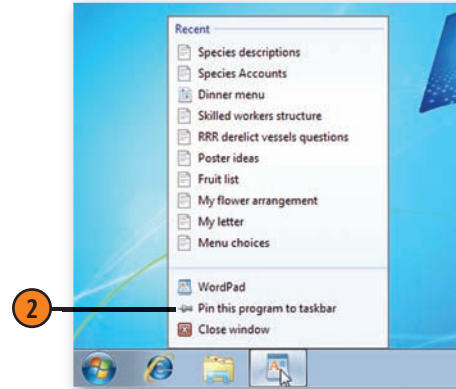 Recent
Species descriptions
Species Accounts
Dinner menu
Skilled workers structure
RRR derelict vessels questions
Poster ideas
Fruit list
My flower arrangement
My letter
Menu choices
WordPad
2
Pin this program to taskbar
Close window